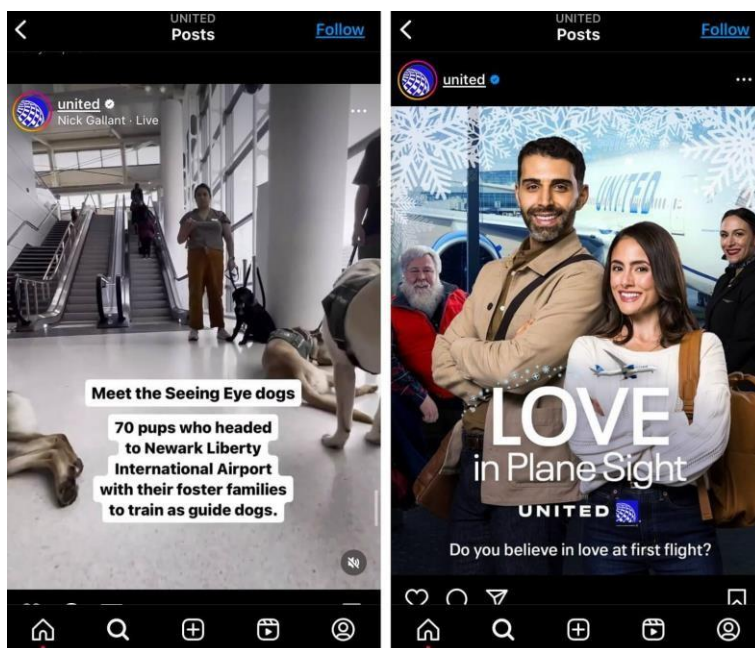 UNITED
Posts
Follow
united
Nick Gallant · Live
Meet the Seeing Eye dogs
70 pups who headed
to Newark Liberty
International Airport
with their foster families
to train as guide dogs.
UNITED
Posts
Follow
united
UNITED
LOVE
in Plane Sight
UNITED
Do you believe in love at first flight?